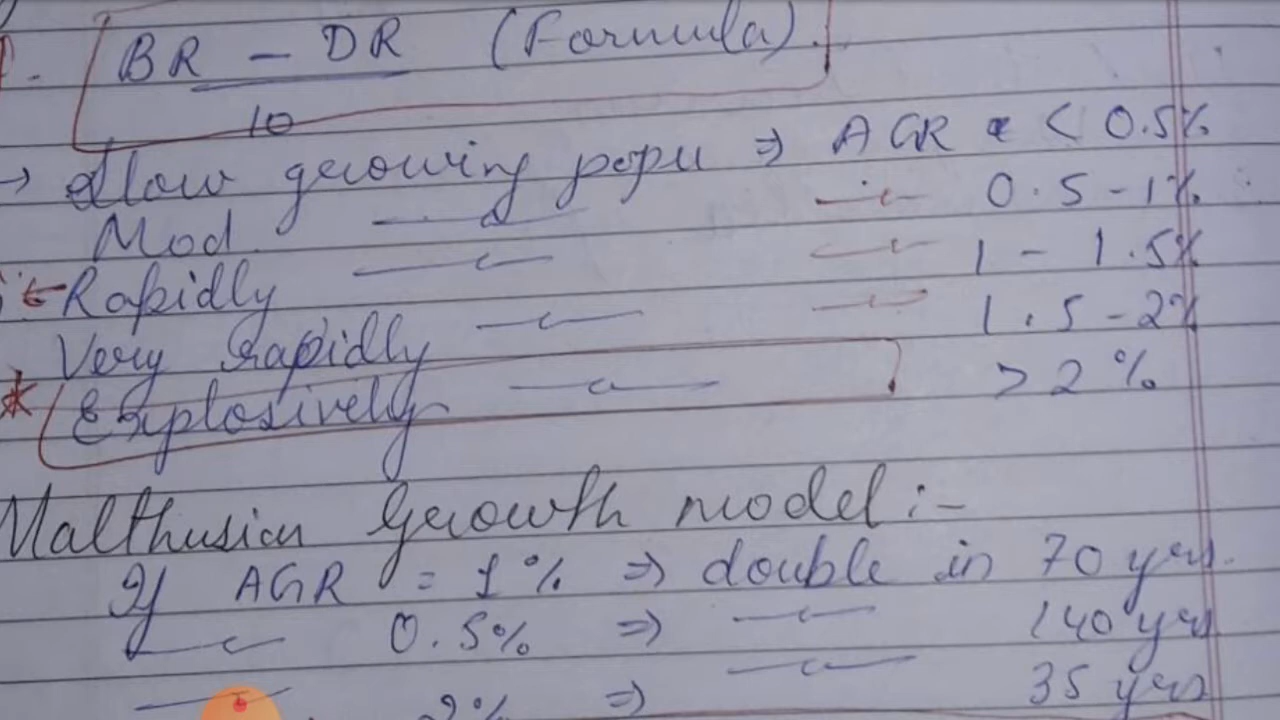 BR - DR (Formula).
10
→ Slow growing popu ⇒ AGR < 0.5%
Mod —"— —"— 0.5 - 1%
Rapidly —"— —"— 1 - 1.5%
Very rapidly —"— —"— 1.5 - 2%
* Explosively —"— > 2%
Malthusian Growth model :-
If AGR = 1% ⇒ double in 70 yrs.
—"— 0.5% ⇒ —"— 140 yrs
— 2% ⇒ —"— 35 yrs